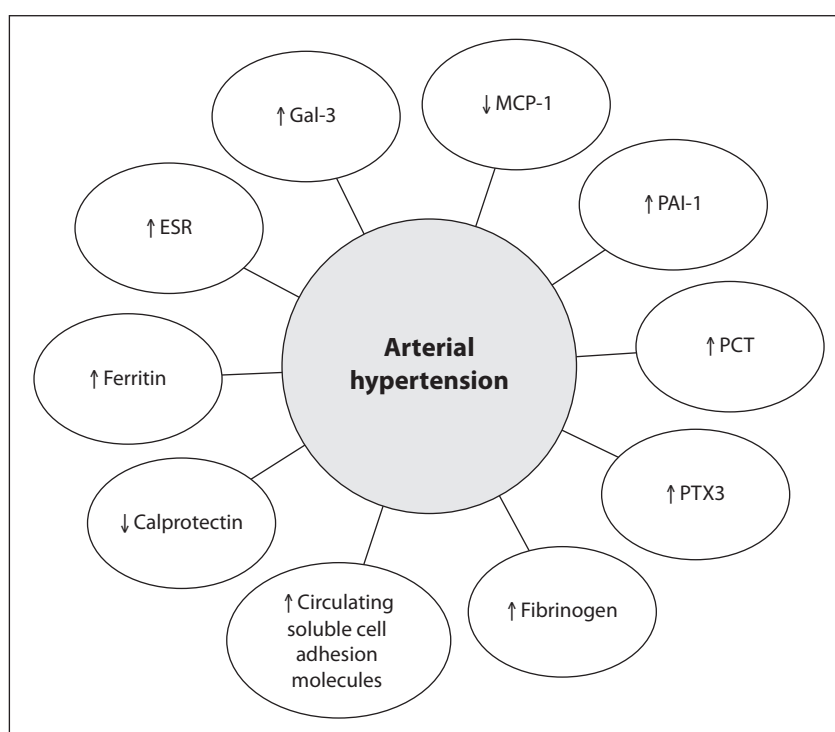 ↑ Gal-3
↓ MCP-1
↑ PAI-1
↑ ESR
↑ PCT
Arterial
hypertension
↑ Ferritin
↑ PTX3
↓ Calprotectin
↑ Circulating
soluble cell
adhesion
molecules
↑ Fibrinogen